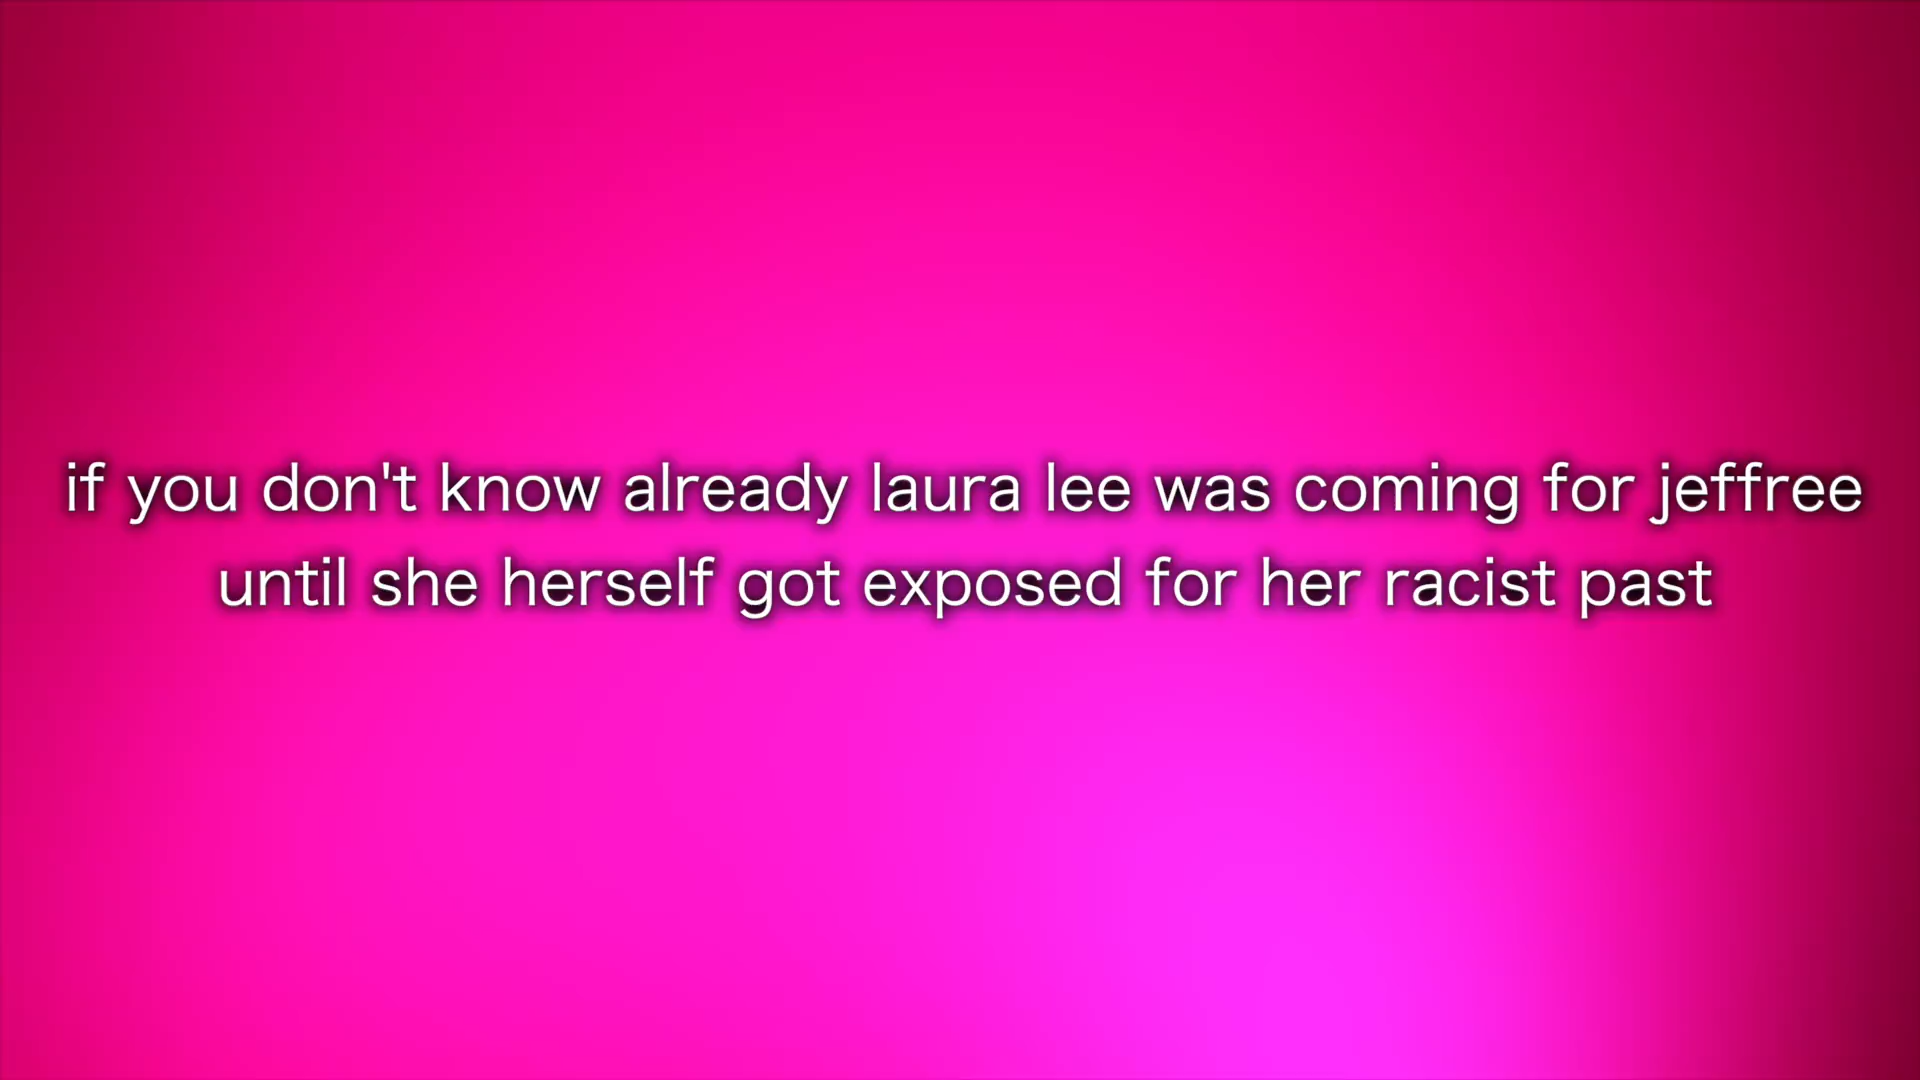 if you don't know already laura lee was coming for jeffree
until she herself got exposed for her racist past